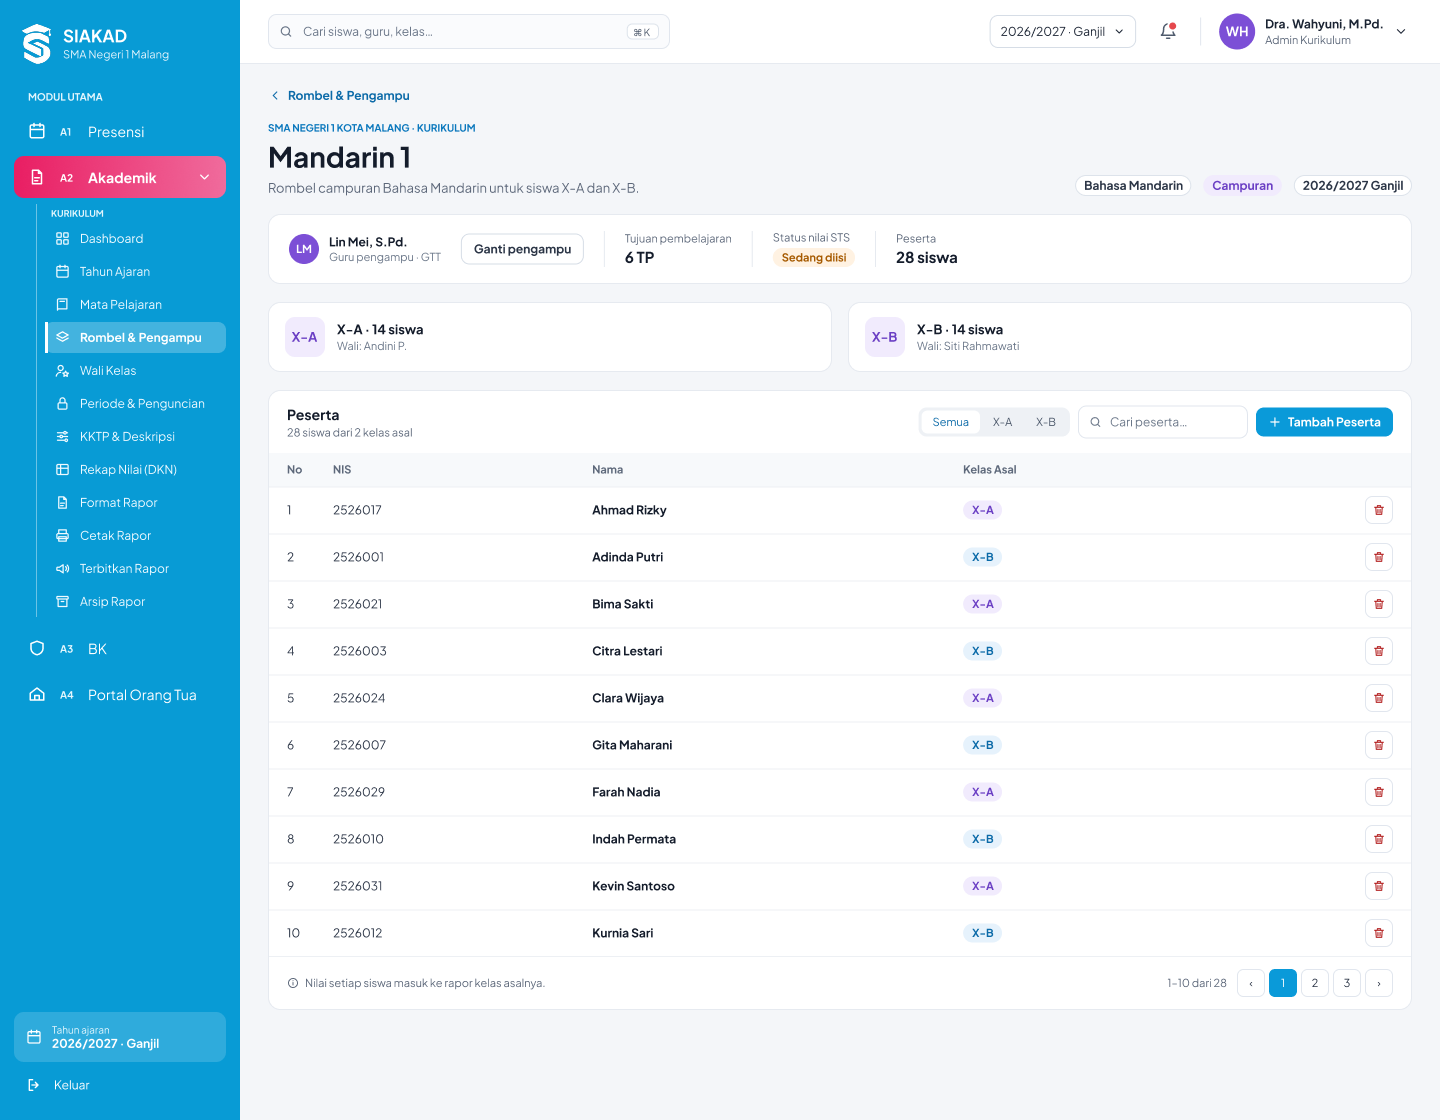 SIAKAD
SMA Negeri 1 Malang
MODUL UTAMA
A1 Presensi
A2 Akademik
KURIKULUM
Dashboard
Tahun Ajaran
Mata Pelajaran
Rombel & Pengampu
Wali Kelas
Periode & Penguncian
KKTP & Deskripsi
Rekap Nilai (DKN)
Format Rapor
Cetak Rapor
Terbitkan Rapor
Arsip Rapor
A3 BK
A4 Portal Orang Tua
Tahun ajaran
2026/2027 · Ganjil
Keluar
Cari siswa, guru, kelas... ⌘K
2026/2027 · Ganjil
WH
Dra. Wahyuni, M.Pd.
Admin Kurikulum
Rombel & Pengampu
SMA NEGERI 1 KOTA MALANG · KURIKULUM
Mandarin 1
Rombel campuran Bahasa Mandarin untuk siswa X-A dan X-B.
Bahasa Mandarin Campuran 2026/2027 Ganjil
LM
Lin Mei, S.Pd.
Guru pengampu · GTT
Ganti pengampu
Tujuan pembelajaran
6 TP
Status nilai STS
Sedang diisi
Peserta
28 siswa
X-A
X-A · 14 siswa
Wali: Andini P.
X-B
X-B · 14 siswa
Wali: Siti Rahmawati
Peserta
28 siswa dari 2 kelas asal
Semua X-A X-B
Cari peserta...
+ Tambah Peserta
No NIS Nama Kelas Asal
1 2526017 Ahmad Rizky X-A
2 2526001 Adinda Putri X-B
3 2526021 Bima Sakti X-A
4 2526003 Citra Lestari X-B
5 2526024 Clara Wijaya X-A
6 2526007 Gita Maharani X-B
7 2526029 Farah Nadia X-A
8 2526010 Indah Permata X-B
9 2526031 Kevin Santoso X-A
10 2526012 Kurnia Sari X-B
Nilai setiap siswa masuk ke rapor kelas asalnya.
1–10 dari 28 ‹ 1 2 3 ›